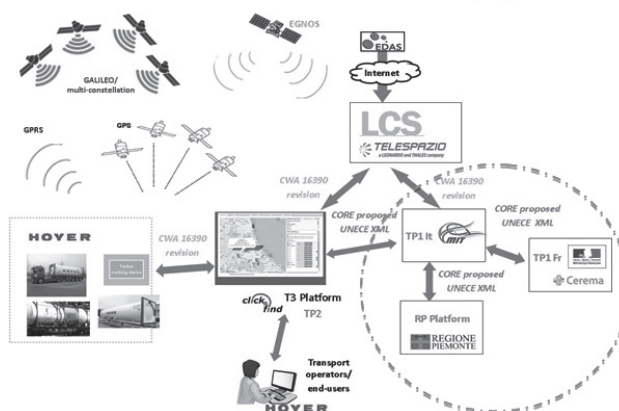 EGNOS
EDAS
Internet
GALILEO/
multi-constellation
GPRS
GPS
LCS
TELESPAZIO
a LEONARDO and THALES company
CWA 16390
revision
CWA 16390
revision
HOYER
CWA 16390
revision
CORE proposed
UNECE XML
TP1 It
CORE proposed
UNECE XML
TP1 Fr
Cerema
CORE proposed
UNECE XML
click
find
T3 Platform
TP2
RP Platform
REGIONE
PIEMONTE
Transport
operators/
end-users
HOYER